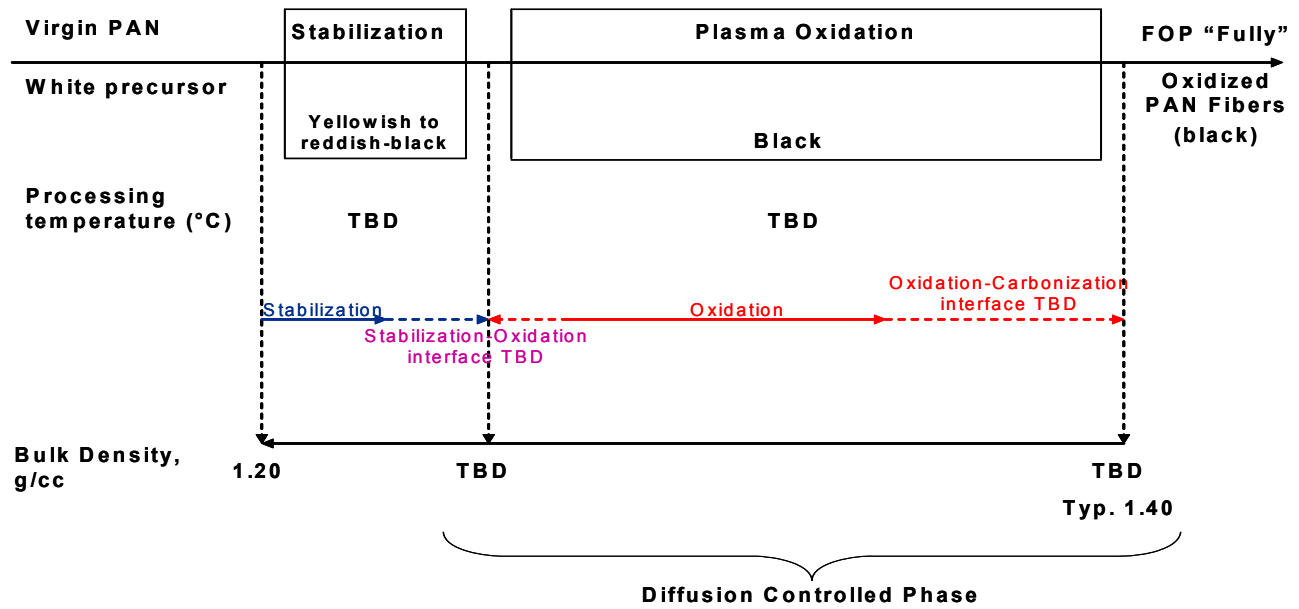 Virgin PAN
Stabilization
Plasma Oxidation
FOP “Fully”
White precursor
Yellowish to
reddish-black
Black
Oxidized
PAN Fibers
(black)
Processing
temperature (°C)
TBD
TBD
Stabilization
Stabilization-Oxidation
interface TBD
Oxidation
Oxidation-Carbonization
interface TBD
Bulk Density,
g/cc
1.20
TBD
TBD
Typ. 1.40
Diffusion Controlled Phase